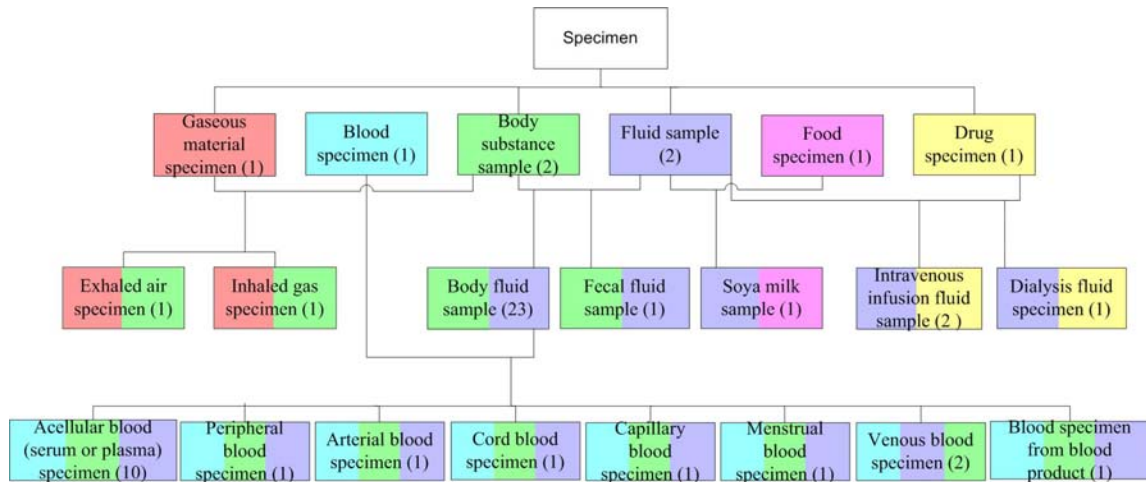 Specimen
Gaseous
material
specimen (1)
Blood
specimen (1)
Body
substance
sample (2)
Fluid sample
(2)
Food
specimen (1)
Drug
specimen (1)
Exhaled air
specimen (1)
Inhaled gas
specimen (1)
Body fluid
sample (23)
Fecal fluid
sample (1)
Soya milk
sample (1)
Intravenous
infusion fluid
sample (2 )
Dialysis fluid
specimen (1)
Acellular blood
(serum or plasma)
specimen (10)
Peripheral
blood
specimen (1)
Arterial blood
specimen (1)
Cord blood
specimen (1)
Capillary
blood
specimen (1)
Menstrual
blood
specimen (1)
Venous blood
specimen (2)
Blood specimen
from blood
product (1)